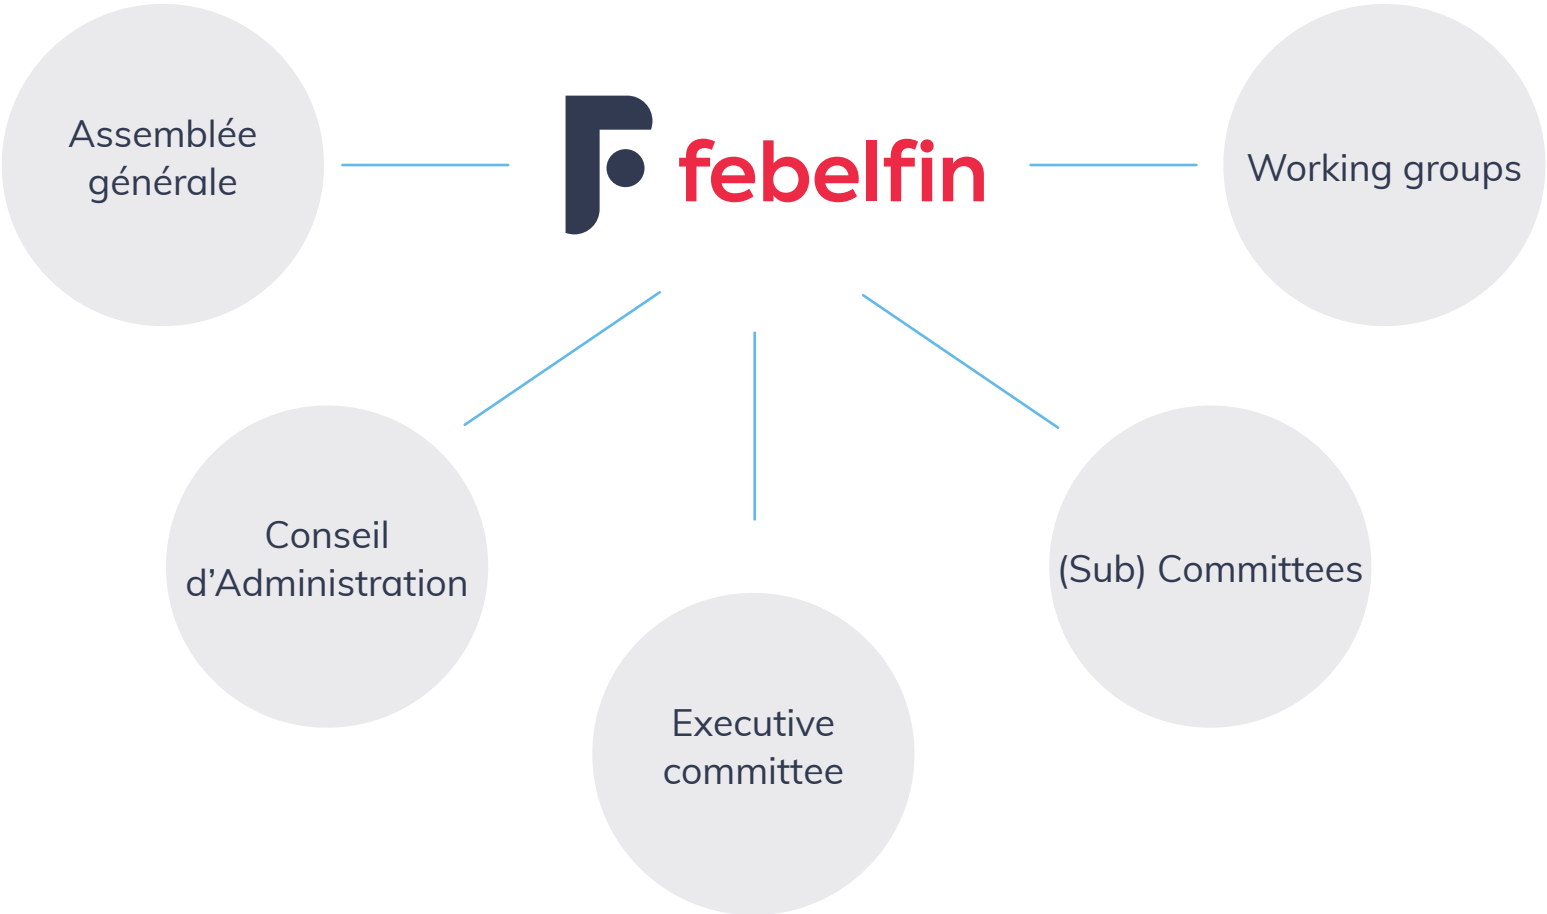 Assemblée
générale
febelfin
Working groups
Conseil
d’Administration
Executive
committee
(Sub) Committees